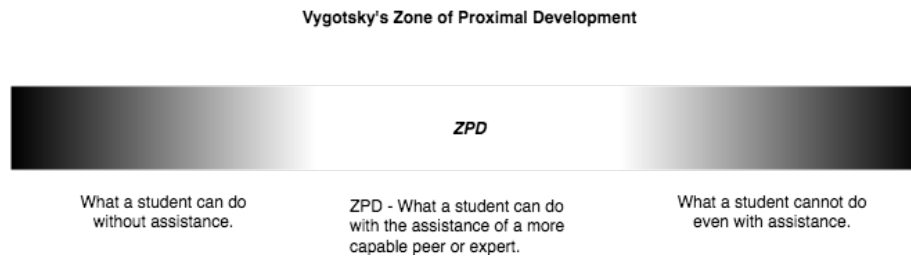 Vygotsky's Zone of Proximal Development
ZPD
What a student can do
without assistance.
ZPD - What a student can do
with the assistance of a more
capable peer or expert.
What a student cannot do
even with assistance.